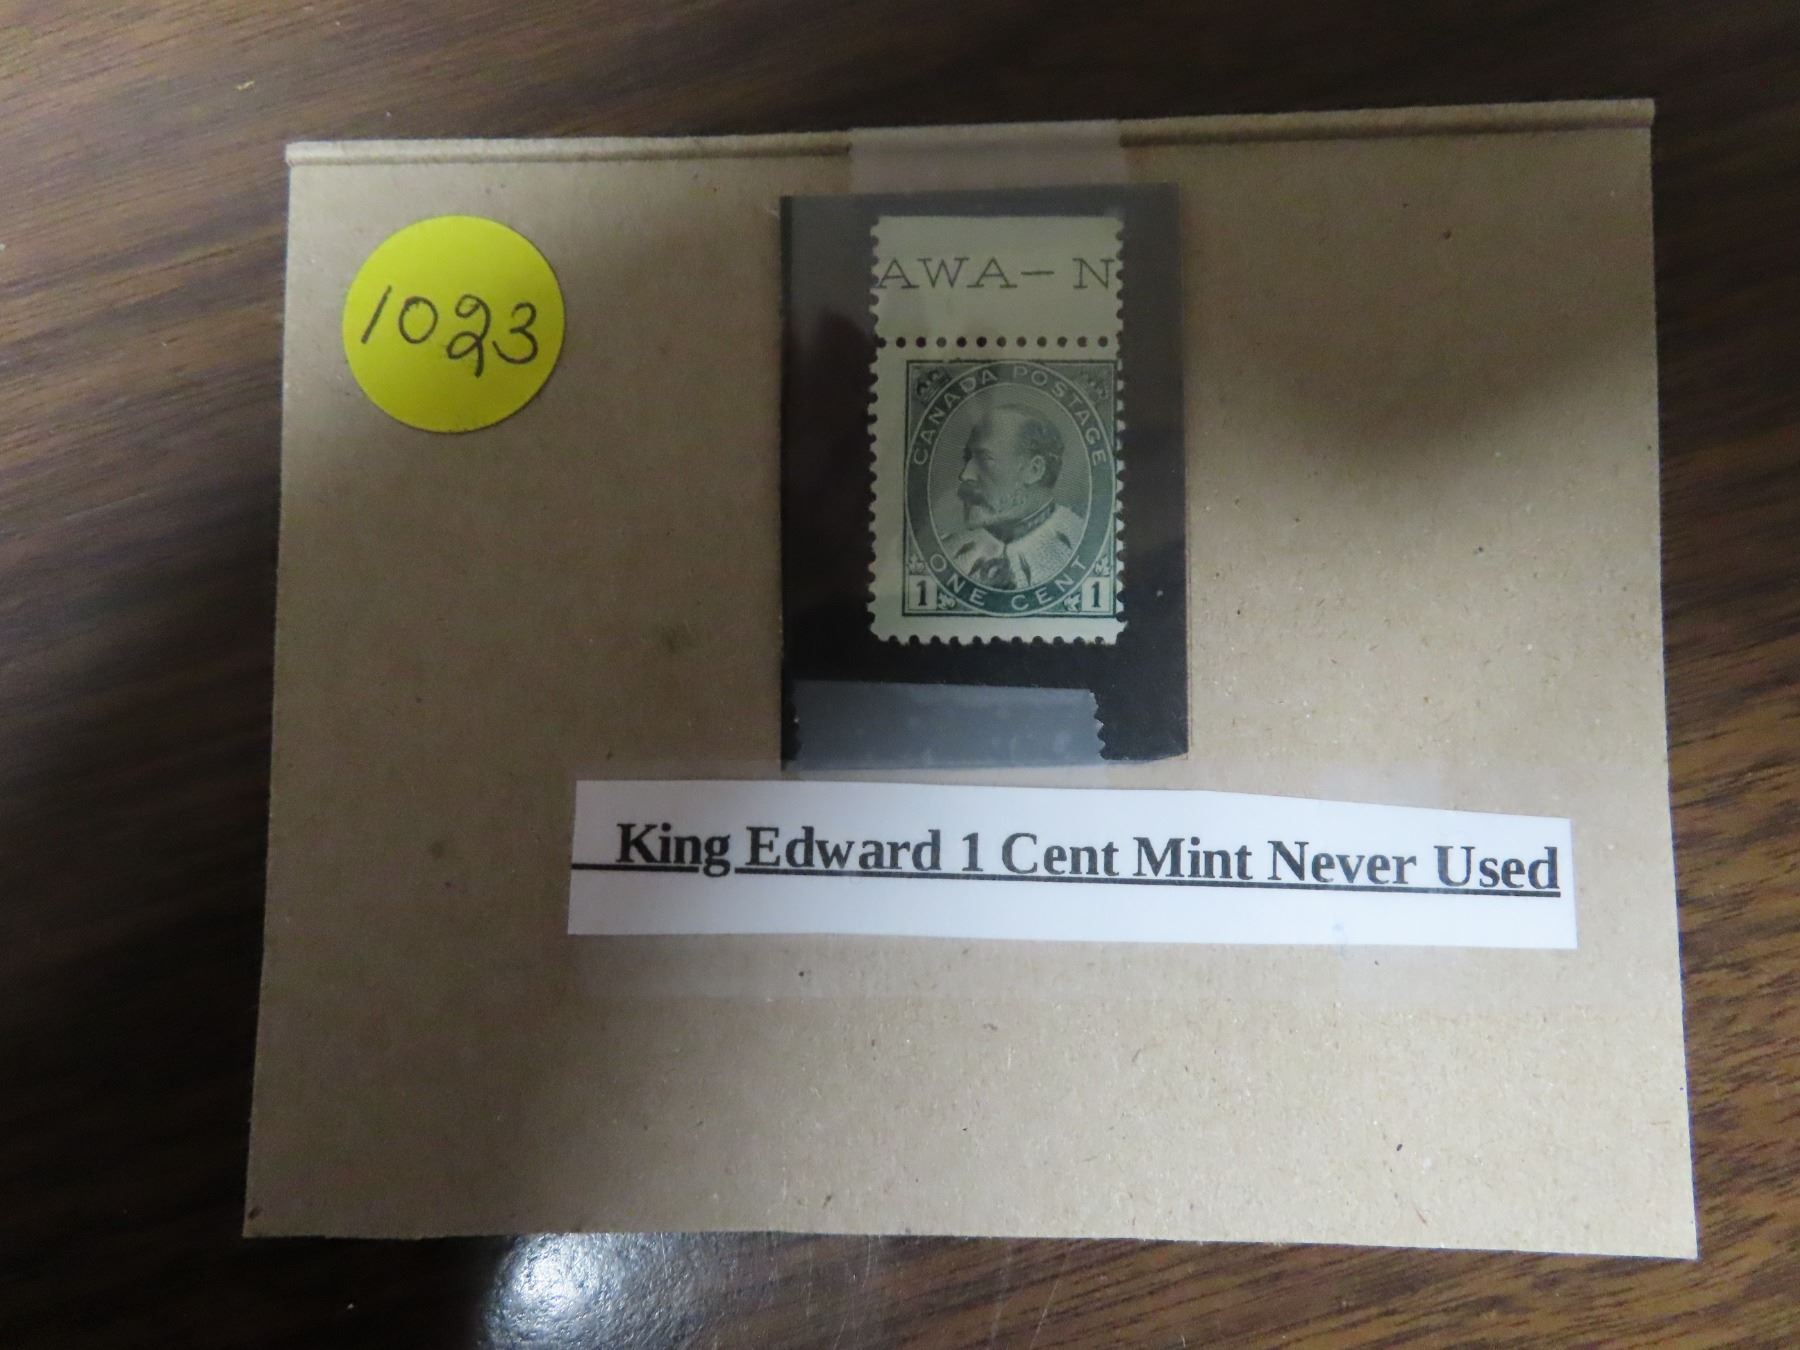 1023
AWA–N
CANADA POSTAGE
ONE CENT
1 1
King Edward 1 Cent Mint Never Used